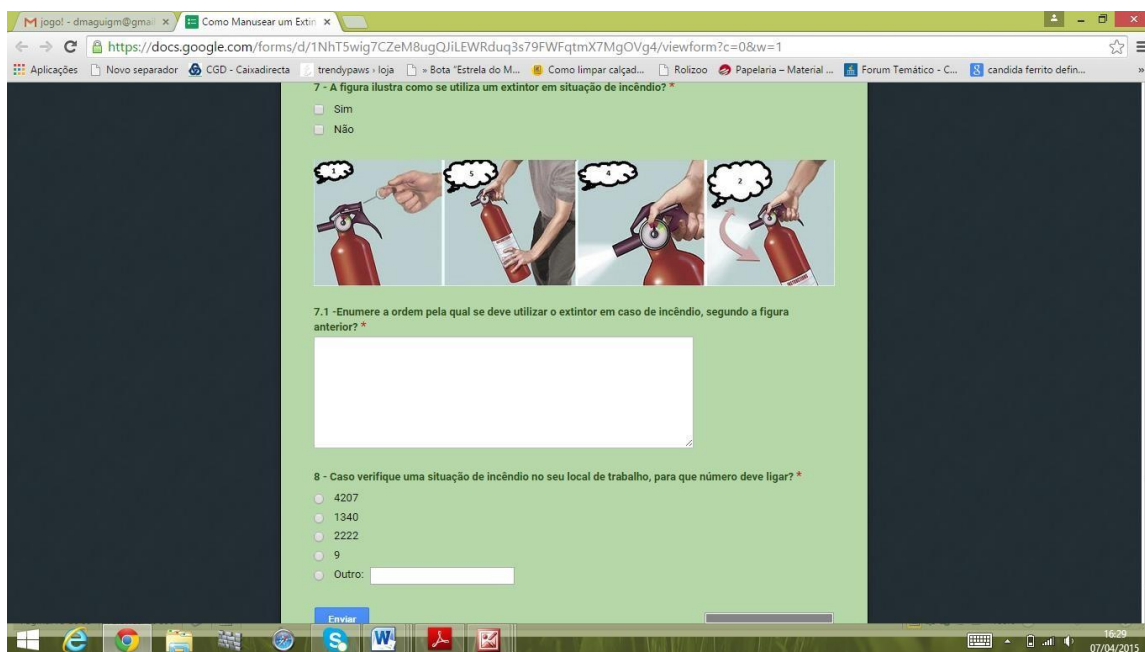 jogo! - dmaguigm@gmail
Como Manusear um Extin
https://docs.google.com/forms/d/1NhT5wig7CZeM8ugQJiLEWRduq3s79FWFqtmX7MgOVg4/viewform?c=0&w=1
Aplicações Novo separador CGD - Caixadirecta trendypaws › loja » Bota "Estrela do M... Como limpar calçad... Rolizoo Papelaria – Material ... Forum Temático - C... candida ferrito defin... »
7 - A figura ilustra como se utiliza um extintor em situação de incêndio? *
Sim
Não
1 5 4 2
7.1 -Enumere a ordem pela qual se deve utilizar o extintor em caso de incêndio, segundo a figura
anterior? *
8 - Caso verifique uma situação de incêndio no seu local de trabalho, para que número deve ligar? *
4207
1340
2222
9
Outro:
Enviar
16:29
07/04/2015